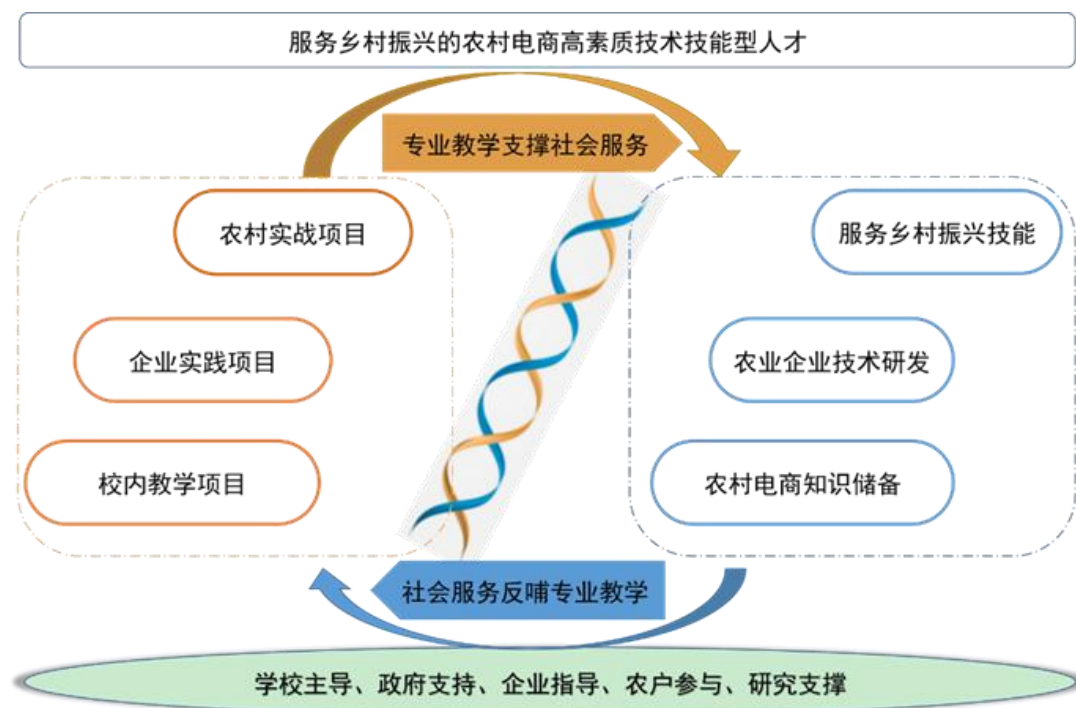 服务乡村振兴的农村电商高素质技术技能型人才
专业教学支撑社会服务
农村实战项目
服务乡村振兴技能
企业实践项目
农业企业技术研发
校内教学项目
农村电商知识储备
社会服务反哺专业教学
学校主导、政府支持、企业指导、农户参与、研究支撑